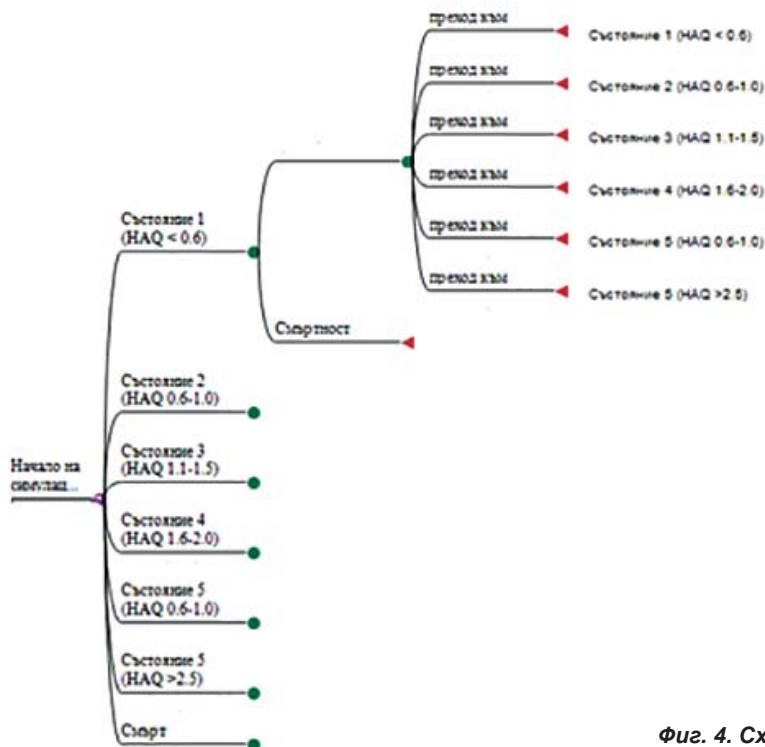 преход към
Състояние 1 (HAQ < 0.6)
преход към
Състояние 2 (HAQ 0.6-1.0)
преход към
Състояние 3 (HAQ 1.1-1.5)
преход към
Състояние 4 (HAQ 1.6-2.0)
преход към
Състояние 5 (HAQ 0.6-1.0)
преход към
Състояние 5 (HAQ >2.5)
Състояние 1
(HAQ < 0.6)
Смъртност
Състояние 2
(HAQ 0.6-1.0)
Състояние 3
(HAQ 1.1-1.5)
Начало на
симулац...
Състояние 4
(HAQ 1.6-2.0)
Състояние 5
(HAQ 0.6-1.0)
Състояние 5
(HAQ >2.5)
Смърт
Фиг. 4. Сх